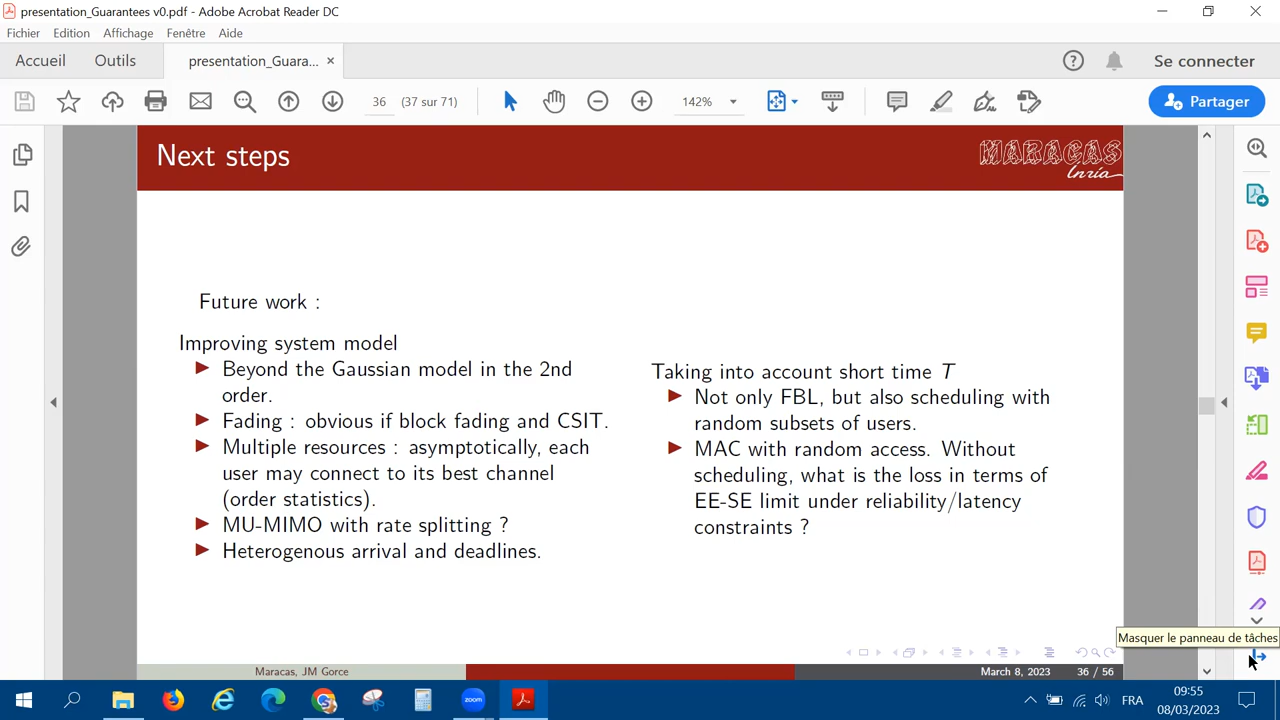 presentation_Guarantees v0.pdf - Adobe Acrobat Reader DC
Fichier Edition Affichage Fenêtre Aide
Accueil Outils presentation_Guara... × Se connecter
36 (37 sur 71) 142% Partager
Next steps
MARACAS
Inria
Future work :
Improving system model
Beyond the Gaussian model in the 2nd
order.
Fading : obvious if block fading and CSIT.
Multiple resources : asymptotically, each
user may connect to its best channel
(order statistics).
MU-MIMO with rate splitting ?
Heterogenous arrival and deadlines.
Taking into account short time T
Not only FBL, but also scheduling with
random subsets of users.
MAC with random access. Without
scheduling, what is the loss in terms of
EE-SE limit under reliability/latency
constraints ?
Masquer le panneau de tâches
Maracas, JM Gorce March 8, 2023 36 / 56
zoom
FRA
09:55
08/03/2023